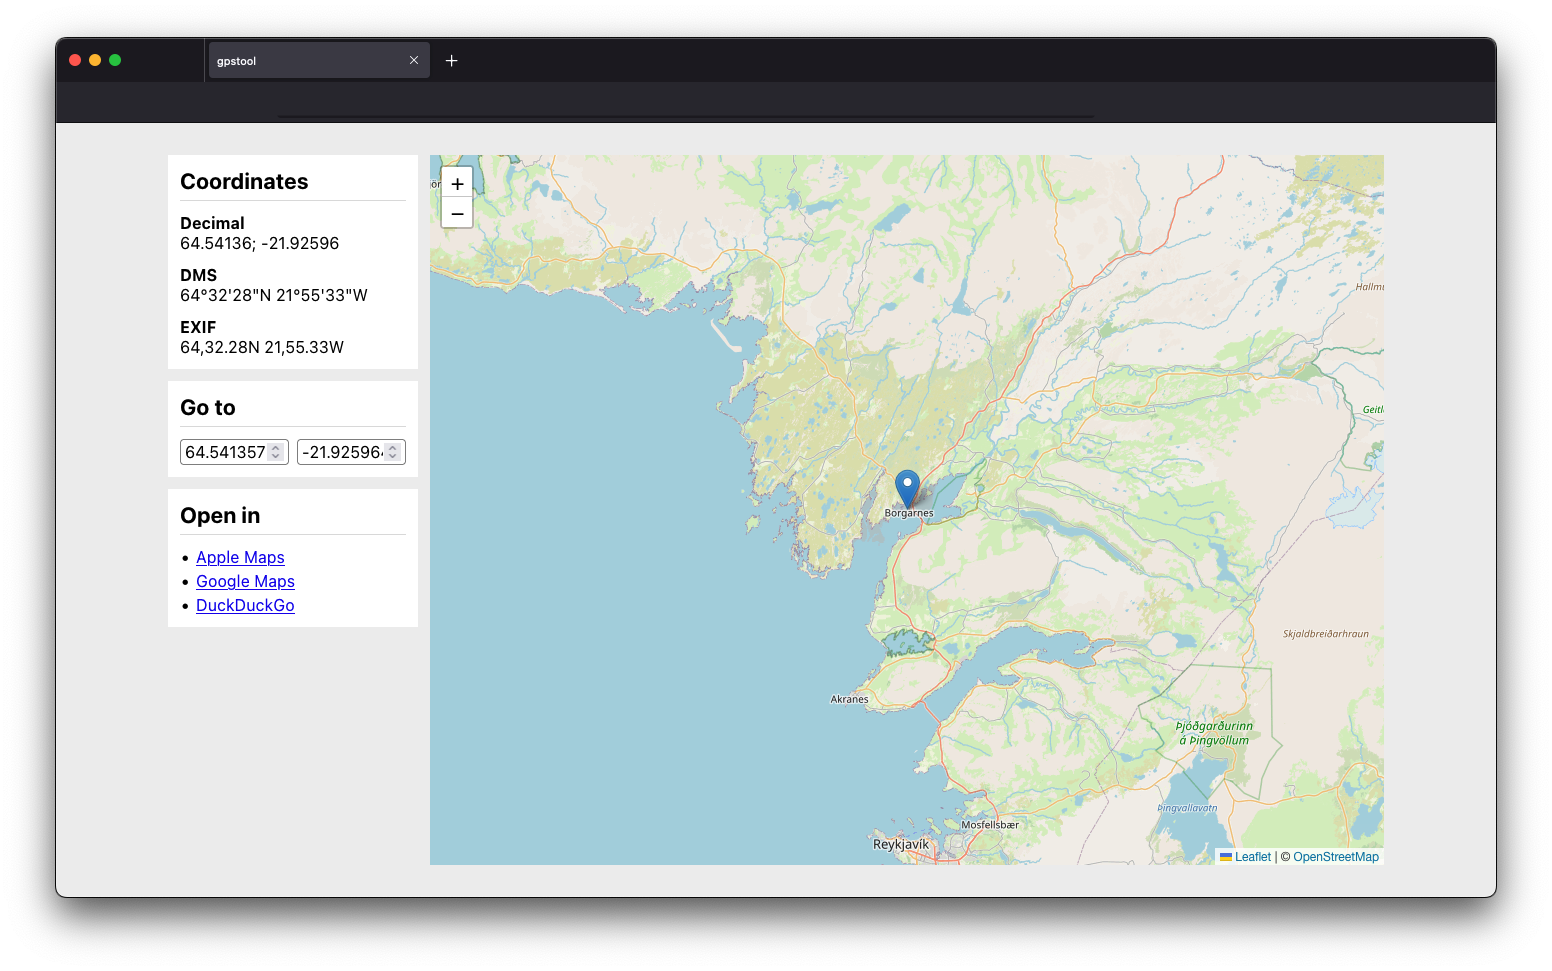 gpstool
Coordinates
Decimal
64.54136; -21.92596
DMS
64°32'28"N 21°55'33"W
EXIF
64,32.28N 21,55.33W
Go to
64.541357
-21.92596
Open in
• Apple Maps
• Google Maps
• DuckDuckGo
+
−
Borgarnes
Akranes
Skjaldbreiðarhraun
Þjóðgarðurinn
á Þingvöllum
Þingvallavatn
Mosfellsbær
Reykjavík
Leaflet | © OpenStreetMap